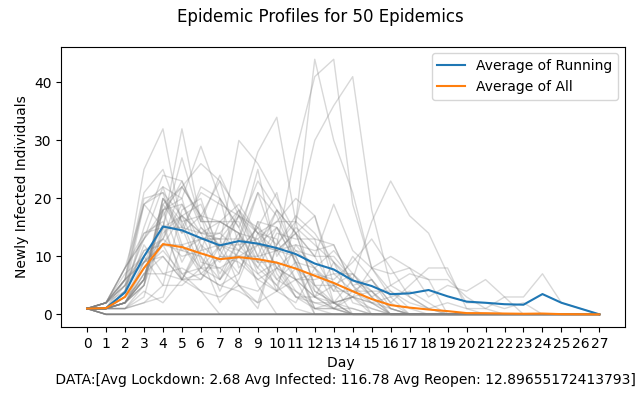 Epidemic Profiles for 50 Epidemics
Newly Infected Individuals
40
30
20
10
0
Average of Running
Average of All
0 1 2 3 4 5 6 7 8 9 10 11 12 13 14 15 16 17 18 19 20 21 22 23 24 25 26 27
Day
DATA:[Avg Lockdown: 2.68 Avg Infected: 116.78 Avg Reopen: 12.89655172413793]